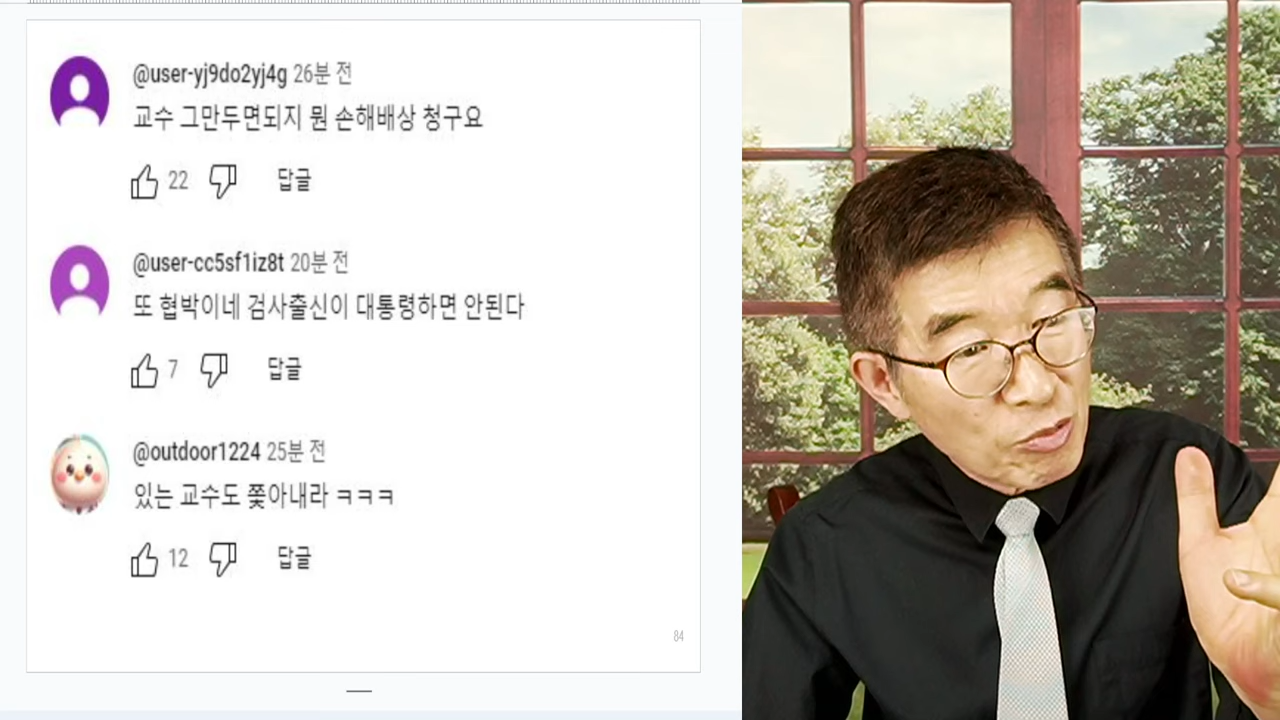 @user-yj9do2yj4g 26분 전
교수 그만두면되지 뭔 손해배상 청구요
22 답글
@user-cc5sf1iz8t 20분 전
또 협박이네 검사출신이 대통령하면 안된다
7 답글
@outdoor1224 25분 전
있는 교수도 쫓아내라 ㅋㅋㅋ
12 답글
84